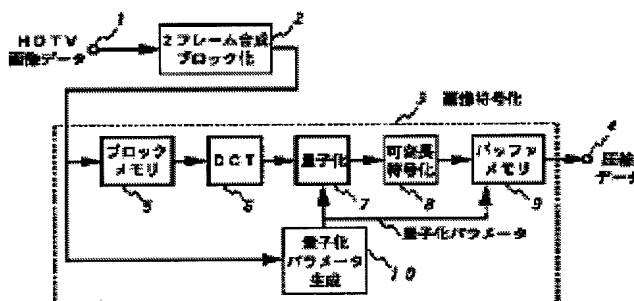 HDTV
画像データ
1
2フレーム合成
ブロック化
2
3 画像符号化
ブロック
メモリ
5
DCT
6
量子化
7
可変長
符号化
8
バッファ
メモリ
9
4
圧縮
データ
量子化パラメータ
量子化
パラメータ
生成
10